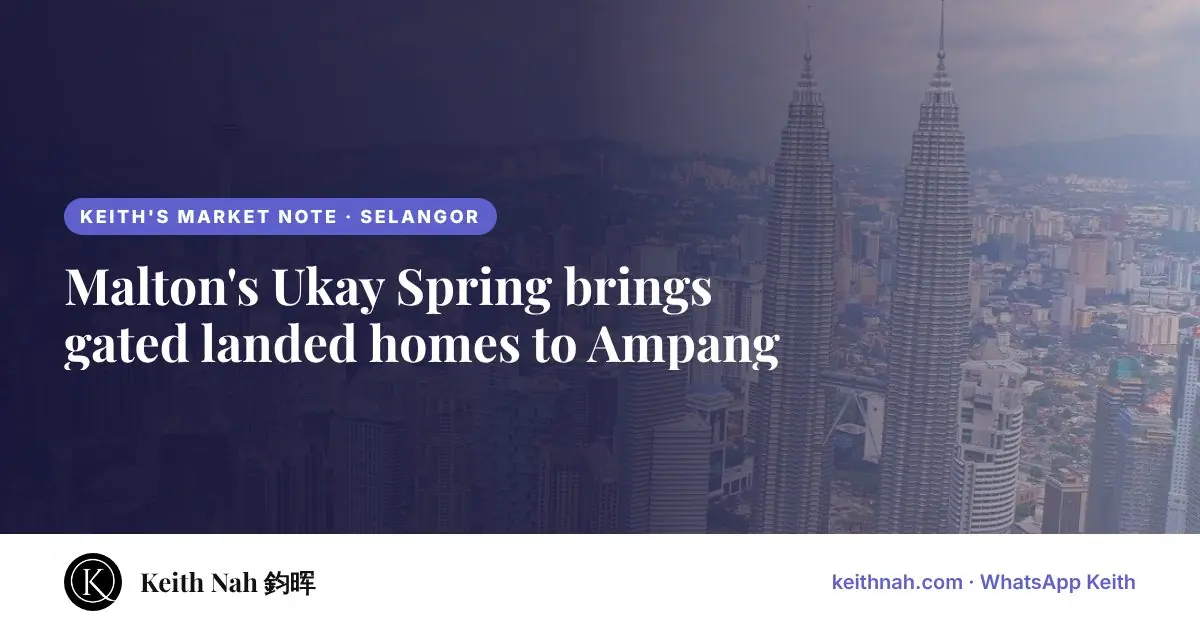 KEITH'S MARKET NOTE · SELANGOR
Malton's Ukay Spring brings
gated landed homes to Ampang
K
Keith Nah 鈞晖
keithnah.com · WhatsApp Keith